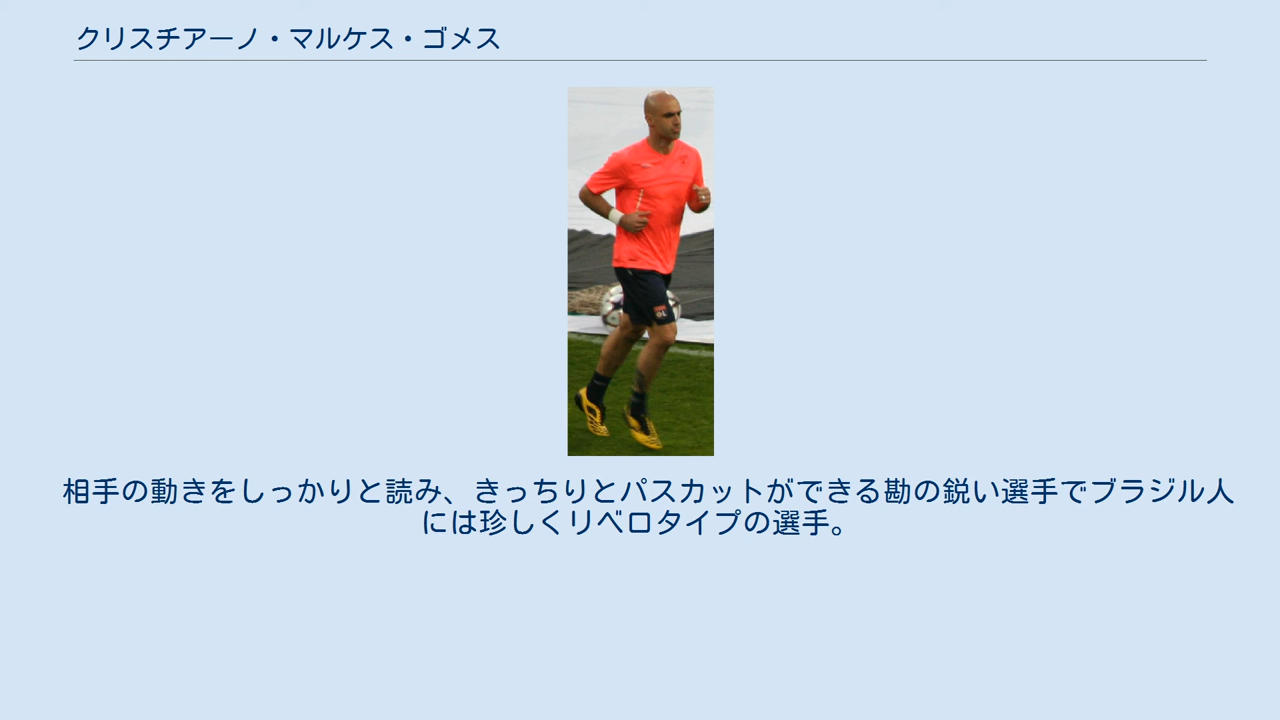 クリスチアーノ・マルケス・ゴメス
OL
相手の動きをしっかりと読み、きっちりとパスカットができる勘の鋭い選手でブラジル人
には珍しくリベロタイプの選手。